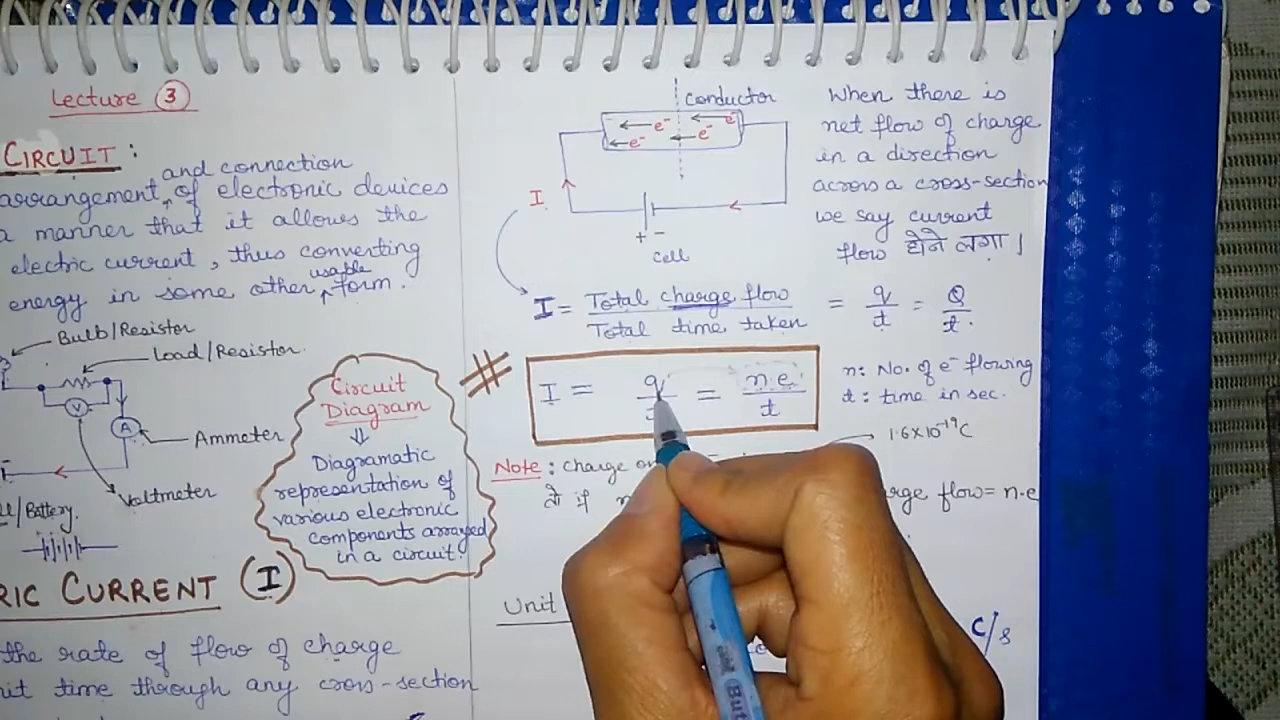 Lecture 3
CIRCUIT:
and connection
arrangement, of electronic devices
a manner that it allows the
electric current, thus converting
usable
energy in some other, form.
Bulb/Resistor
Load/Resistor.
V
A
Ammeter
Voltmeter
/Battery.
Circuit
Diagram
⇓
Diagramatic
representation of
various electronic
components arranged
in a circuit.
RIC CURRENT (I)
the rate of flow of charge
time through any cross-section
Conductor
e⁻ e⁻
e⁻ e⁻
I
+ −
Cell
When there is
net flow of charge
in a direction
across a cross-section
we say current
flow होने लगा।
I = Total charge flow / Total time taken = q/t = Q/t.
I = q = n.e/t
n: No. of e⁻ flowing
t: time in sec.
1.6×10⁻¹⁹C
Note: Charge on
तो if
flow = n.e
Unit
C/s